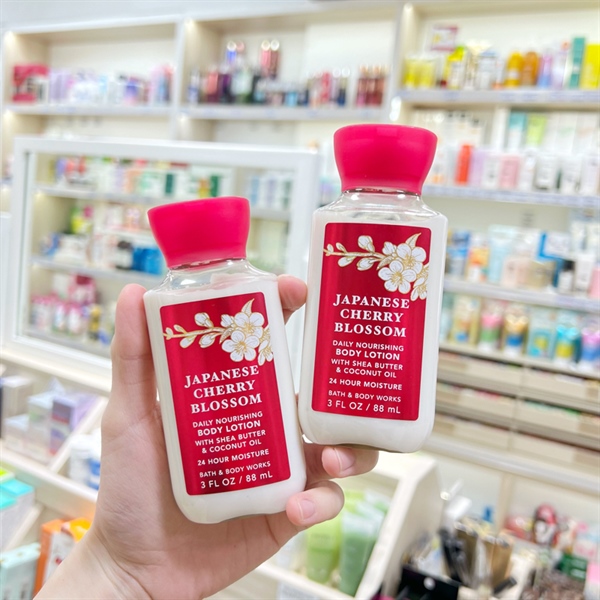 JAPANESE
CHERRY
BLOSSOM
DAILY NOURISHING
BODY LOTION
WITH SHEA BUTTER
& COCONUT OIL
24 HOUR MOISTURE
BATH & BODY WORKS
3 FL OZ / 88 mL
JAPANESE
CHERRY
BLOSSOM
DAILY NOURISHING
BODY LOTION
WITH SHEA BUTTER
& COCONUT OIL
24 HOUR MOISTURE
BATH & BODY WORKS
3 FL OZ / 88 mL